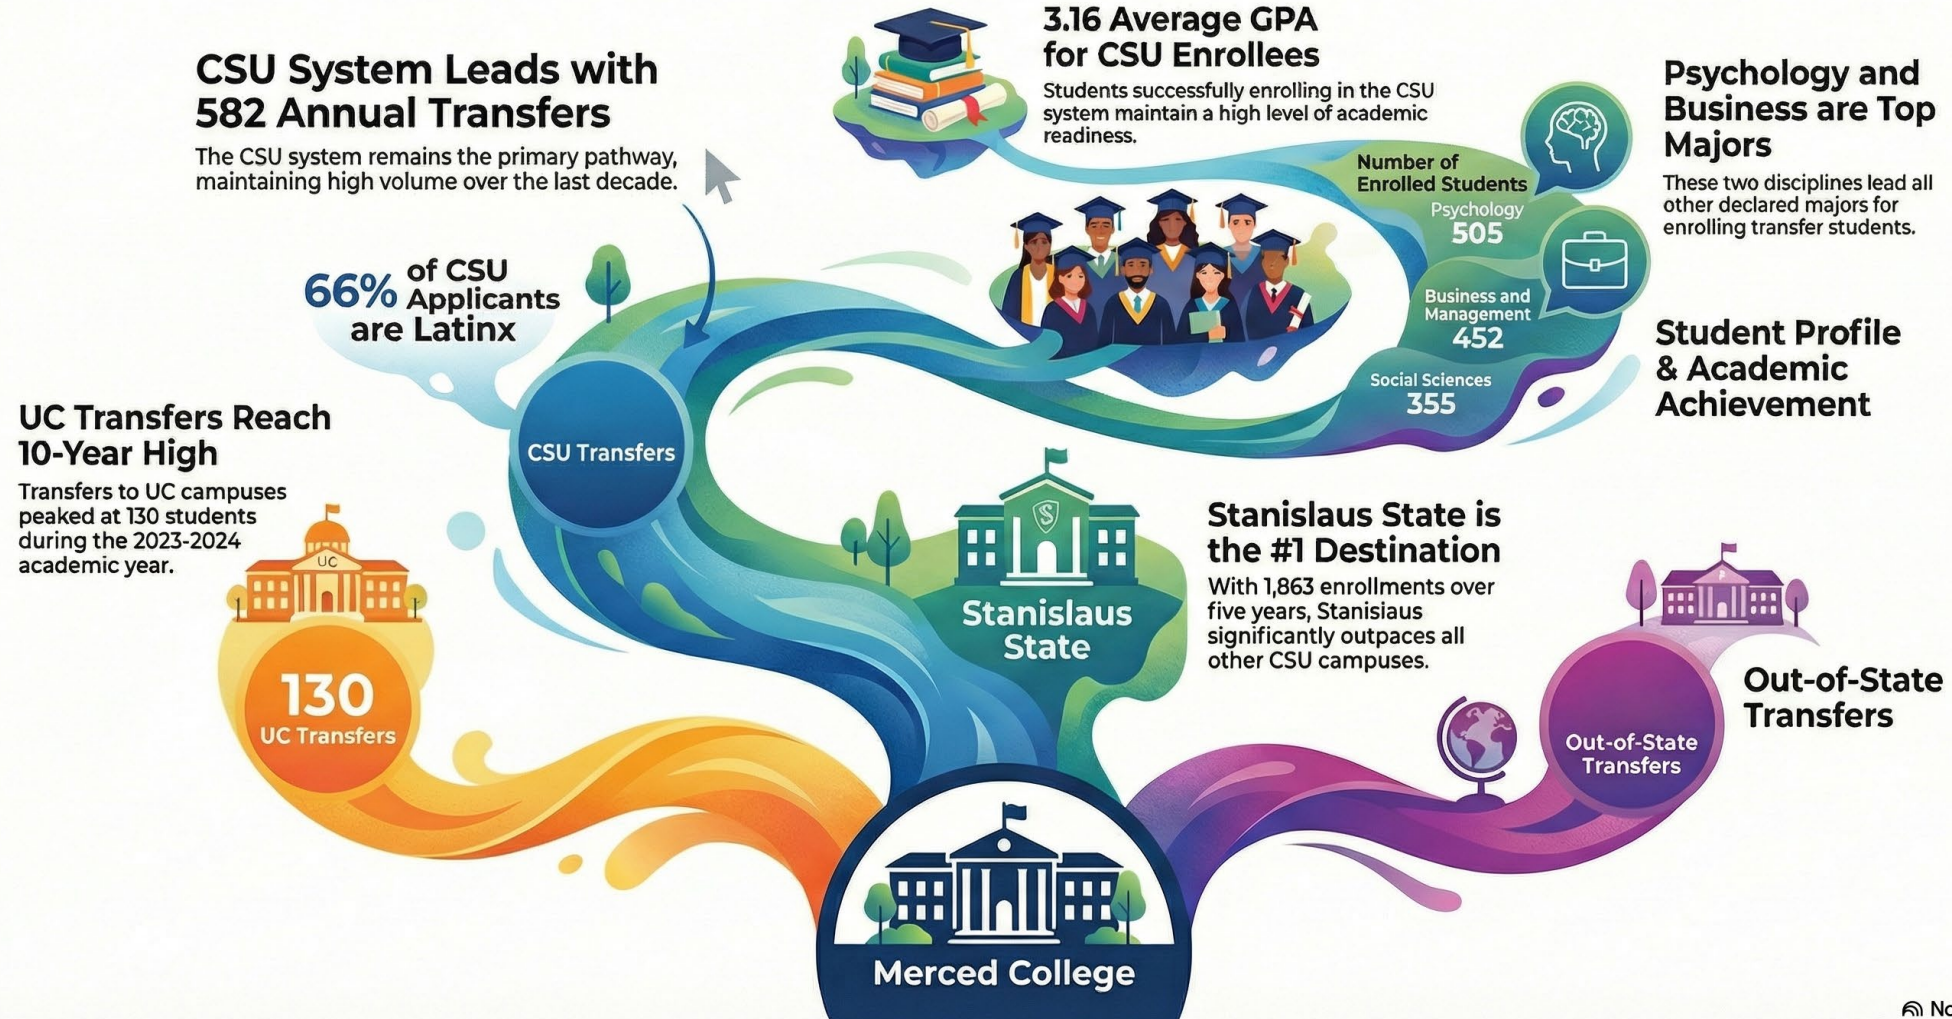 CSU System Leads with
582 Annual Transfers
The CSU system remains the primary pathway,
maintaining high volume over the last decade.
3.16 Average GPA
for CSU Enrollees
Students successfully enrolling in the CSU
system maintain a high level of academic
readiness.
Psychology and
Business are Top
Majors
These two disciplines lead all
other declared majors for
enrolling transfer students.
Number of
Enrolled Students
Psychology
505
Business and
Management
452
Social Sciences
355
Student Profile
& Academic
Achievement
66% of CSU
Applicants
are Latinx
UC Transfers Reach
10-Year High
Transfers to UC campuses
peaked at 130 students
during the 2023-2024
academic year.
UC
130
UC Transfers
CSU Transfers
S
Stanislaus
State
Stanislaus State is
the #1 Destination
With 1,863 enrollments over
five years, Stanisiaus
significantly outpaces all
other CSU campuses.
Out-of-State
Transfers
Out-of-State
Transfers
Merced College